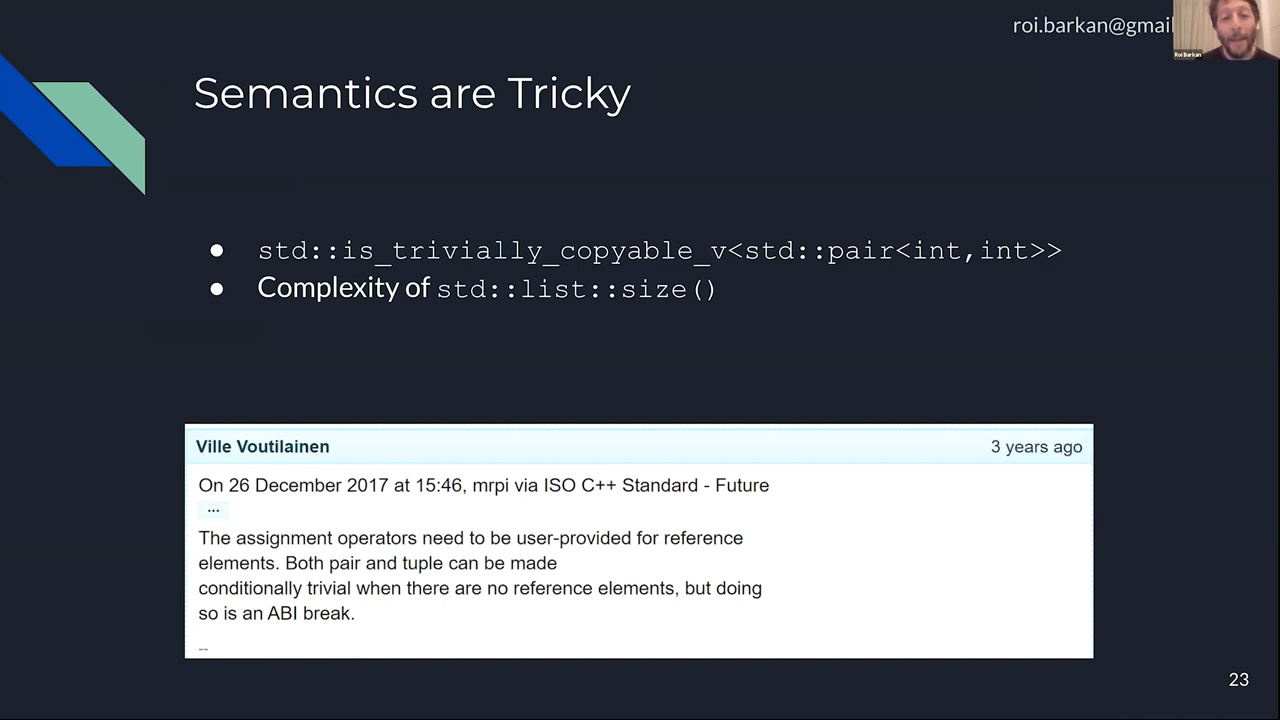 roi.barkan@gmail
Roi Barkan
Semantics are Tricky
● std::is_trivially_copyable_v<std::pair<int,int>>
● Complexity of std::list::size()
Ville Voutilainen 3 years ago
On 26 December 2017 at 15:46, mrpi via ISO C++ Standard - Future
...
The assignment operators need to be user-provided for reference
elements. Both pair and tuple can be made
conditionally trivial when there are no reference elements, but doing
so is an ABI break.
--
23